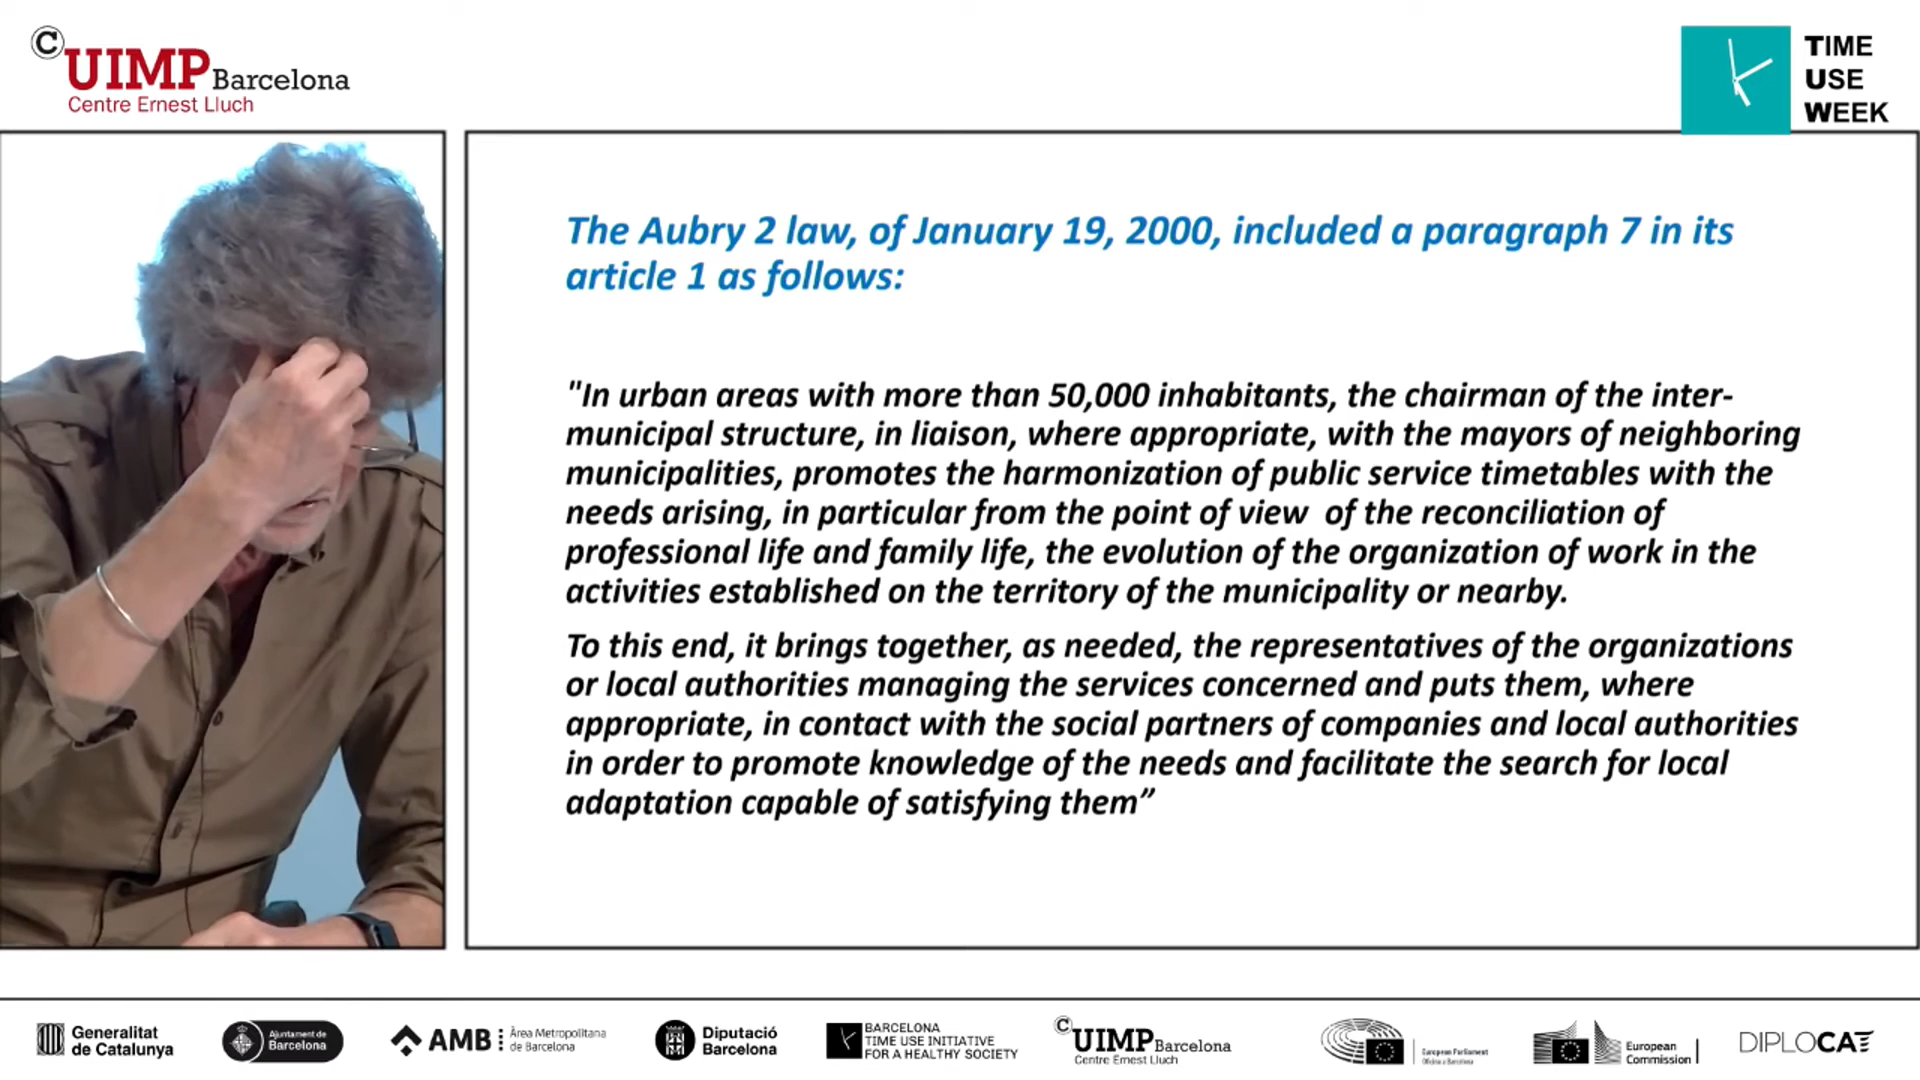 ©UIMP Barcelona
Centre Ernest Lluch
TIME
USE
WEEK
The Aubry 2 law, of January 19, 2000, included a paragraph 7 in its
article 1 as follows:
"In urban areas with more than 50,000 inhabitants, the chairman of the inter-
municipal structure, in liaison, where appropriate, with the mayors of neighboring
municipalities, promotes the harmonization of public service timetables with the
needs arising, in particular from the point of view  of the reconciliation of
professional life and family life, the evolution of the organization of work in the
activities established on the territory of the municipality or nearby.
To this end, it brings together, as needed, the representatives of the organizations
or local authorities managing the services concerned and puts them, where
appropriate, in contact with the social partners of companies and local authorities
in order to promote knowledge of the needs and facilitate the search for local
adaptation capable of satisfying them”
Generalitat
de Catalunya
Ajuntament de
Barcelona
AMB Àrea Metropolitana
de Barcelona
Diputació
Barcelona
BARCELONA
TIME USE INITIATIVE
FOR A HEALTHY SOCIETY
©UIMP Barcelona
Centre Ernest Lluch
European Parliament
Oficina a Barcelona
European
Commission
DIPLOCAT